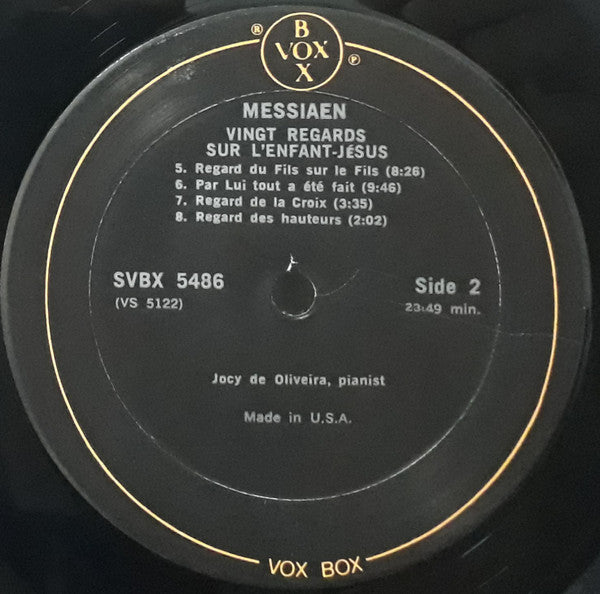 B
VOX
X
® ℗
MESSIAEN
VINGT REGARDS
SUR L'ENFANT-JÉSUS
5. Regard du Fils sur le Fils (8:26)
6. Par Lui tout a été fait (9:46)
7. Regard de la Croix (3:35)
8. Regard des hauteurs (2:02)
SVBX 5486
(VS 5122)
Side 2
23:49 min.
Jocy de Oliveira, pianist
Made in U.S.A.
VOX BOX